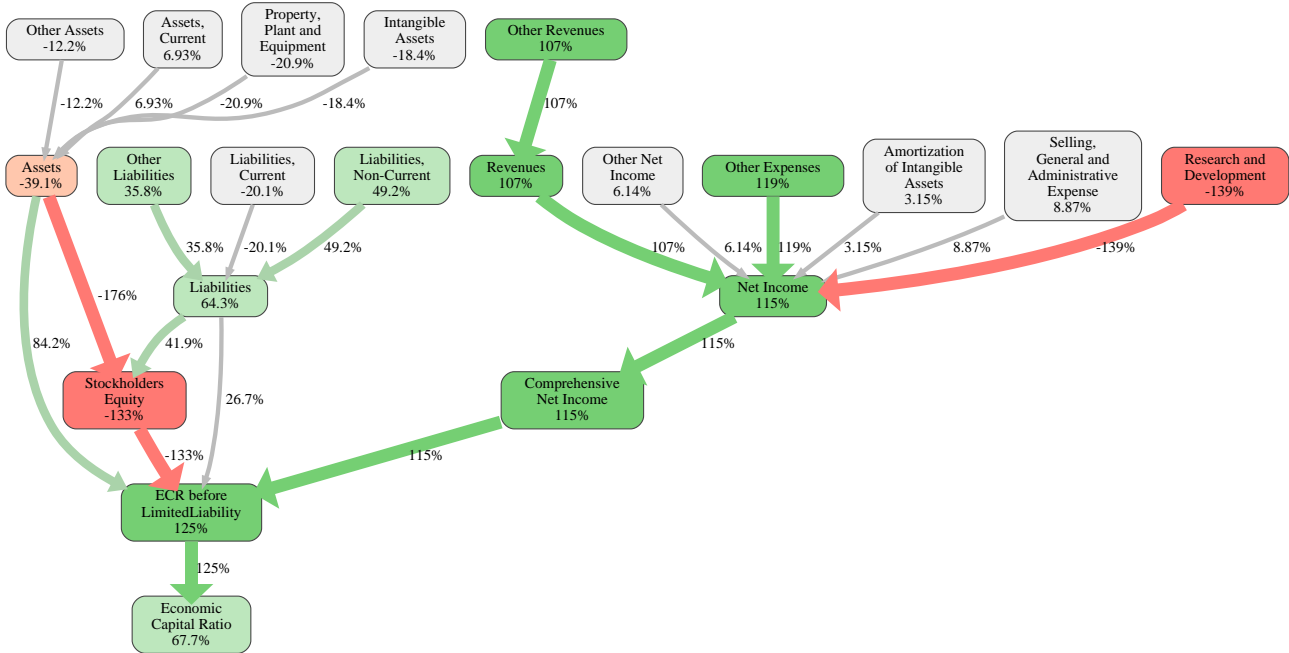 Other Assets
-12.2%
Assets,
Current
6.93%
Property,
Plant and
Equipment
-20.9%
Intangible
Assets
-18.4%
Other Revenues
107%
-12.2%
6.93%
-20.9%
-18.4%
107%
Assets
-39.1%
Other
Liabilities
35.8%
Liabilities,
Current
-20.1%
Liabilities,
Non-Current
49.2%
Revenues
107%
Other Net
Income
6.14%
Other Expenses
119%
Amortization
of Intangible
Assets
3.15%
Selling,
General and
Administrative
Expense
8.87%
Research and
Development
-139%
35.8%
-20.1%
49.2%
107%
6.14%
119%
3.15%
8.87%
-139%
-176%
Liabilities
64.3%
Net Income
115%
84.2%
41.9%
115%
Stockholders
Equity
-133%
26.7%
Comprehensive
Net Income
115%
-133%
115%
ECR before
LimitedLiability
125%
125%
Economic
Capital Ratio
67.7%